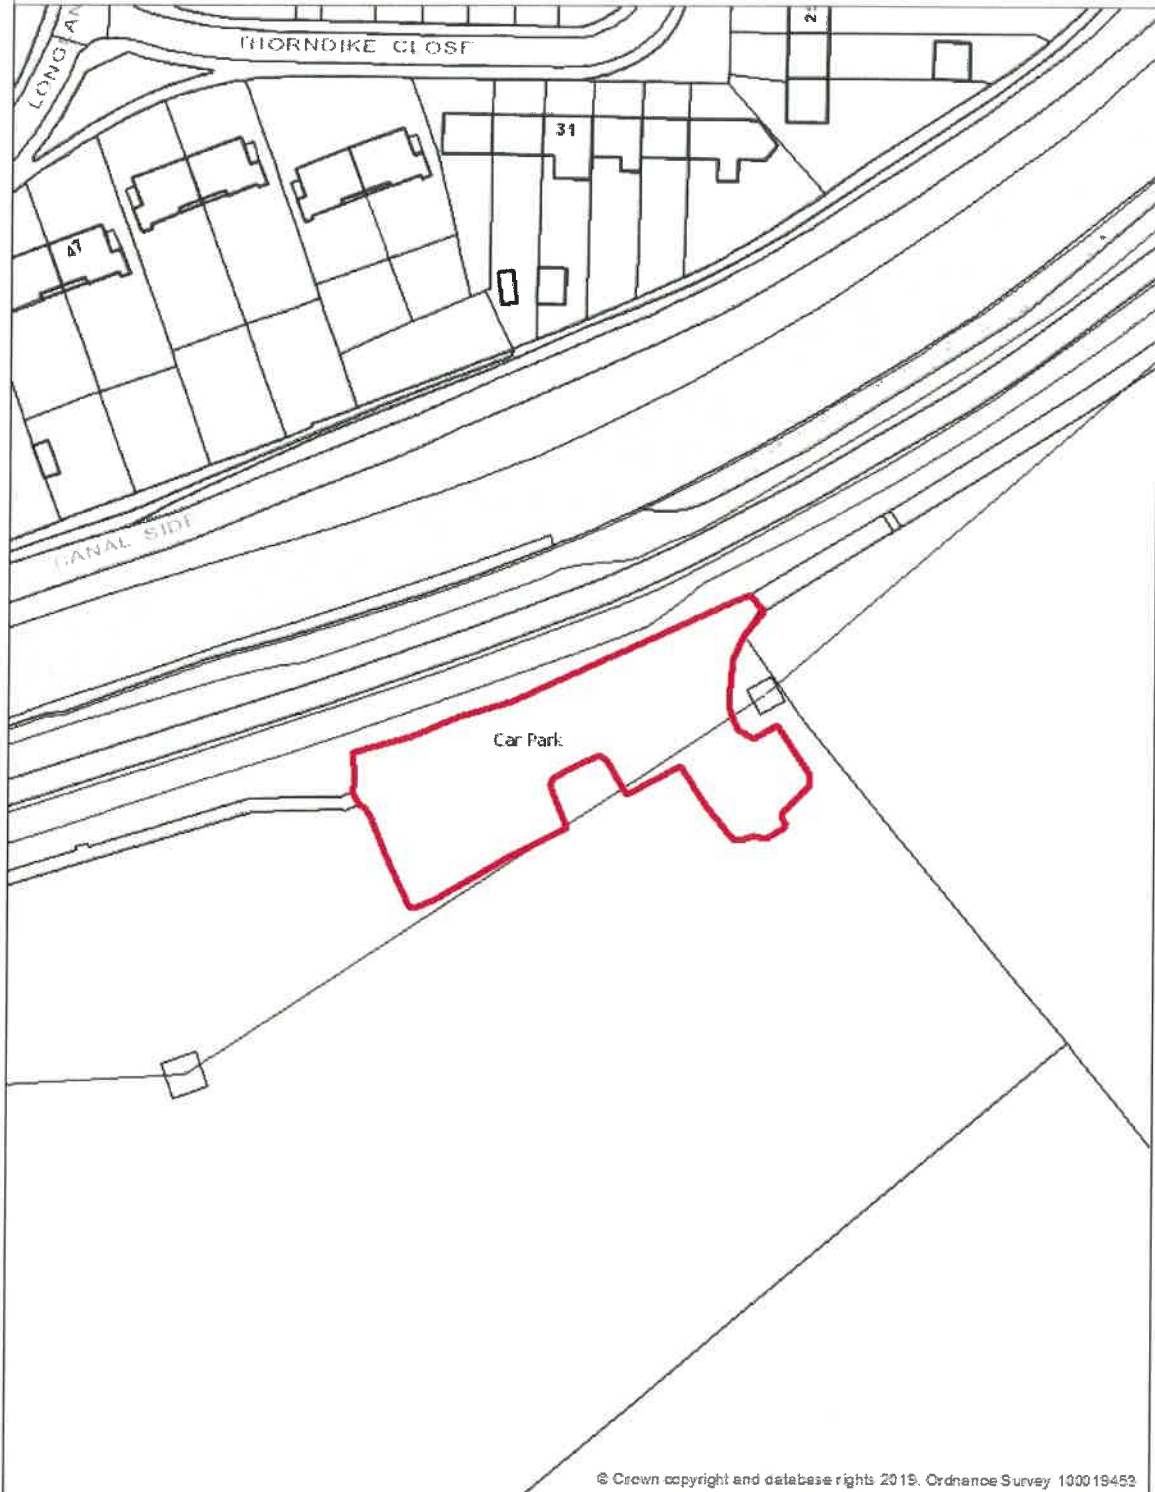 THORNDIKE CLOSE
31
47
CANAL SIDE
Car Park
© Crown copyright and database rights 2019. Ordnance Survey 100019453